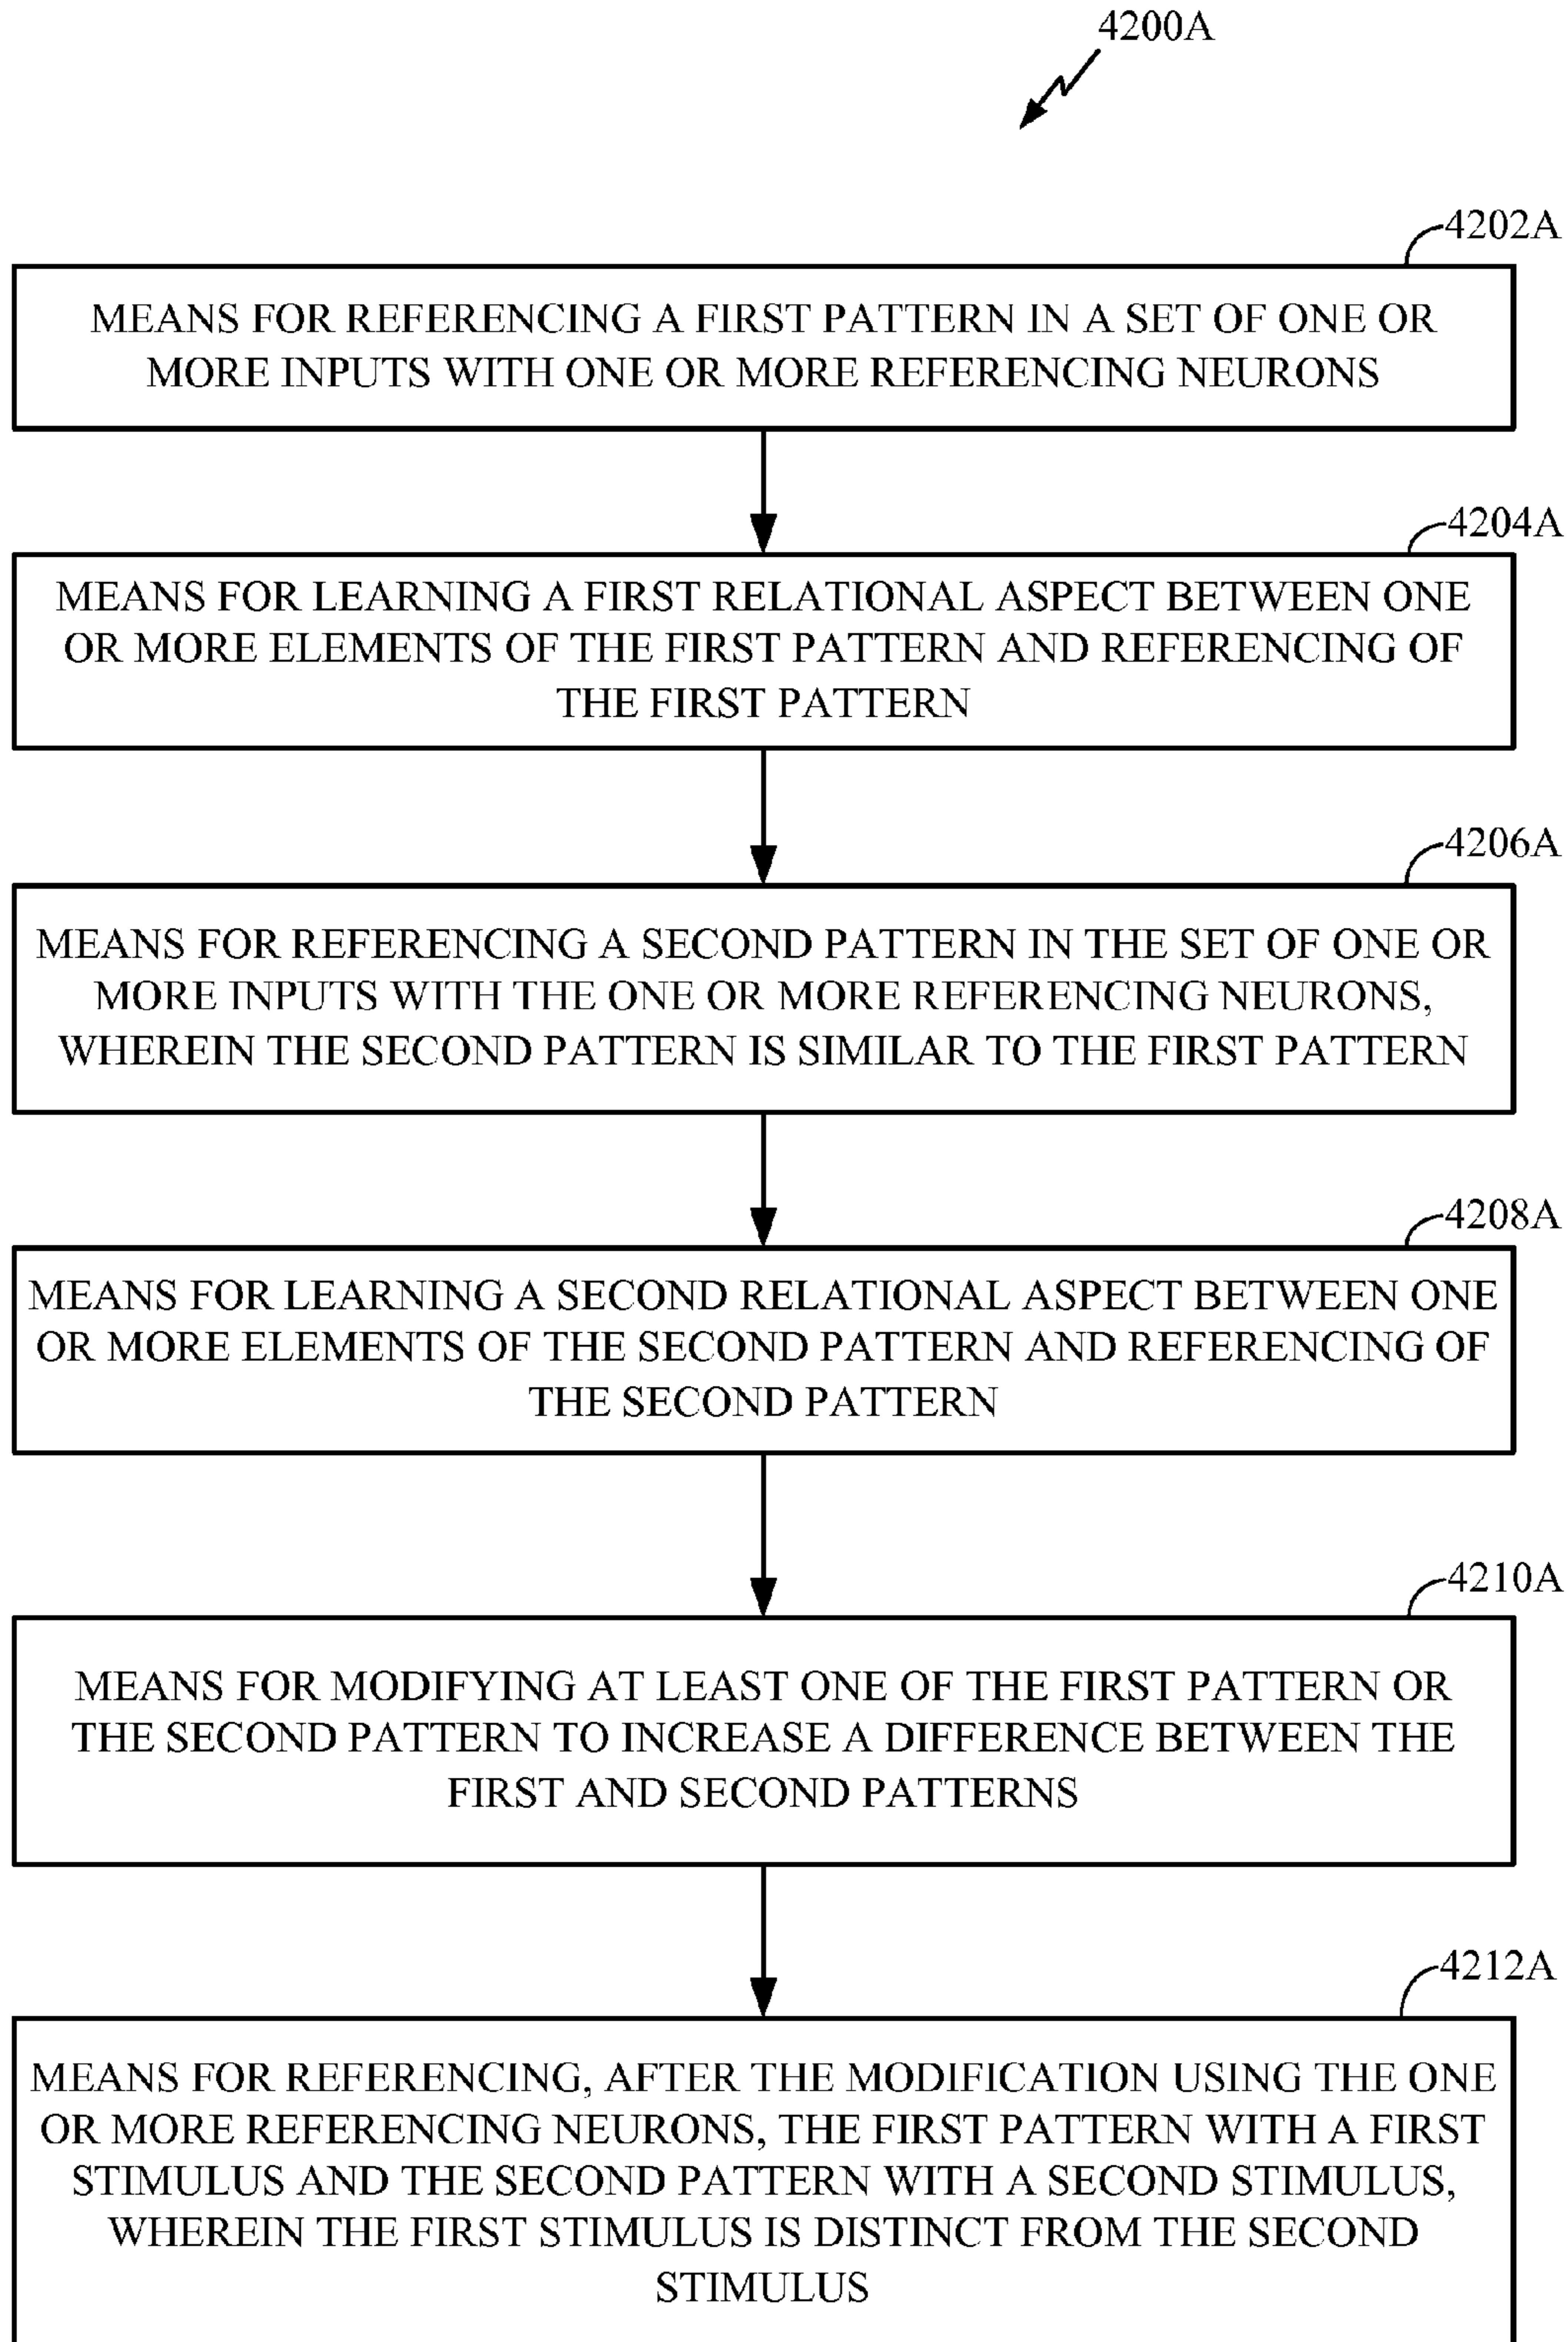 4200A
4202A
MEANS FOR REFERENCING A FIRST PATTERN IN A SET OF ONE OR
MORE INPUTS WITH ONE OR MORE REFERENCING NEURONS
4204A
MEANS FOR LEARNING A FIRST RELATIONAL ASPECT BETWEEN ONE
OR MORE ELEMENTS OF THE FIRST PATTERN AND REFERENCING OF
THE FIRST PATTERN
4206A
MEANS FOR REFERENCING A SECOND PATTERN IN THE SET OF ONE OR
MORE INPUTS WITH THE ONE OR MORE REFERENCING NEURONS,
WHEREIN THE SECOND PATTERN IS SIMILAR TO THE FIRST PATTERN
4208A
MEANS FOR LEARNING A SECOND RELATIONAL ASPECT BETWEEN ONE
OR MORE ELEMENTS OF THE SECOND PATTERN AND REFERENCING OF
THE SECOND PATTERN
4210A
MEANS FOR MODIFYING AT LEAST ONE OF THE FIRST PATTERN OR
THE SECOND PATTERN TO INCREASE A DIFFERENCE BETWEEN THE
FIRST AND SECOND PATTERNS
4212A
MEANS FOR REFERENCING, AFTER THE MODIFICATION USING THE ONE
OR MORE REFERENCING NEURONS, THE FIRST PATTERN WITH A FIRST
STIMULUS AND THE SECOND PATTERN WITH A SECOND STIMULUS,
WHEREIN THE FIRST STIMULUS IS DISTINCT FROM THE SECOND
STIMULUS